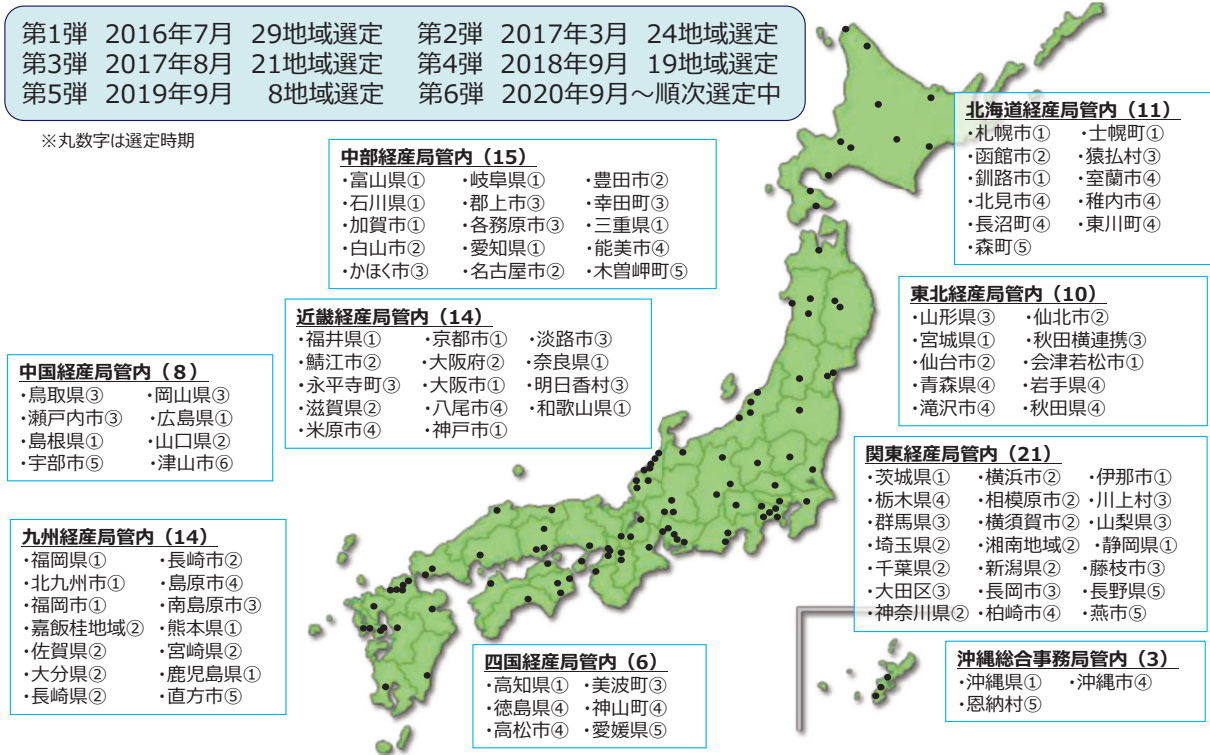 第1弾 2016年7月 29地域選定 第2弾 2017年3月 24地域選定
第3弾 2017年8月 21地域選定 第4弾 2018年9月 19地域選定
第5弾 2019年9月 8地域選定 第6弾 2020年9月～順次選定中
※丸数字は選定時期
北海道経産局管内（11）
・札幌市① ・士幌町①
・函館市② ・猿払村③
・釧路市① ・室蘭市④
・北見市④ ・稚内市④
・長沼町④ ・東川町④
・森町⑤
中部経産局管内（15）
・富山県① ・岐阜県① ・豊田市②
・石川県① ・郡上市③ ・幸田町③
・加賀市① ・各務原市③ ・三重県①
・白山市② ・愛知県① ・能美市④
・かほく市③ ・名古屋市② ・木曽岬町⑤
東北経産局管内（10）
・山形県③ ・仙北市②
・宮城県① ・秋田横連携③
・仙台市② ・会津若松市①
・青森県④ ・岩手県④
・滝沢市④ ・秋田県④
近畿経産局管内（14）
・福井県① ・京都市① ・淡路市③
・鯖江市② ・大阪府② ・奈良県①
・永平寺町③ ・大阪市① ・明日香村③
・滋賀県② ・八尾市④ ・和歌山県①
・米原市④ ・神戸市①
中国経産局管内（8）
・鳥取県③ ・岡山県③
・瀬戸内市③ ・広島県①
・島根県① ・山口県②
・宇部市⑤ ・津山市⑥
関東経産局管内（21）
・茨城県① ・横浜市② ・伊那市①
・栃木県④ ・相模原市② ・川上村③
・群馬県③ ・横須賀市② ・山梨県③
・埼玉県② ・湘南地域② ・静岡県①
・千葉県② ・新潟県② ・藤枝市③
・大田区③ ・長岡市③ ・長野県⑤
・神奈川県② ・柏崎市④ ・燕市⑤
九州経産局管内（14）
・福岡県① ・長崎市②
・北九州市① ・島原市④
・福岡市① ・南島原市③
・嘉飯桂地域② ・熊本県①
・佐賀県② ・宮崎県②
・大分県② ・鹿児島県①
・長崎県② ・直方市⑤
四国経産局管内（6）
・高知県① ・美波町③
・徳島県④ ・神山町④
・高松市④ ・愛媛県⑤
沖縄総合事務局管内（3）
・沖縄県① ・沖縄市④
・恩納村⑤